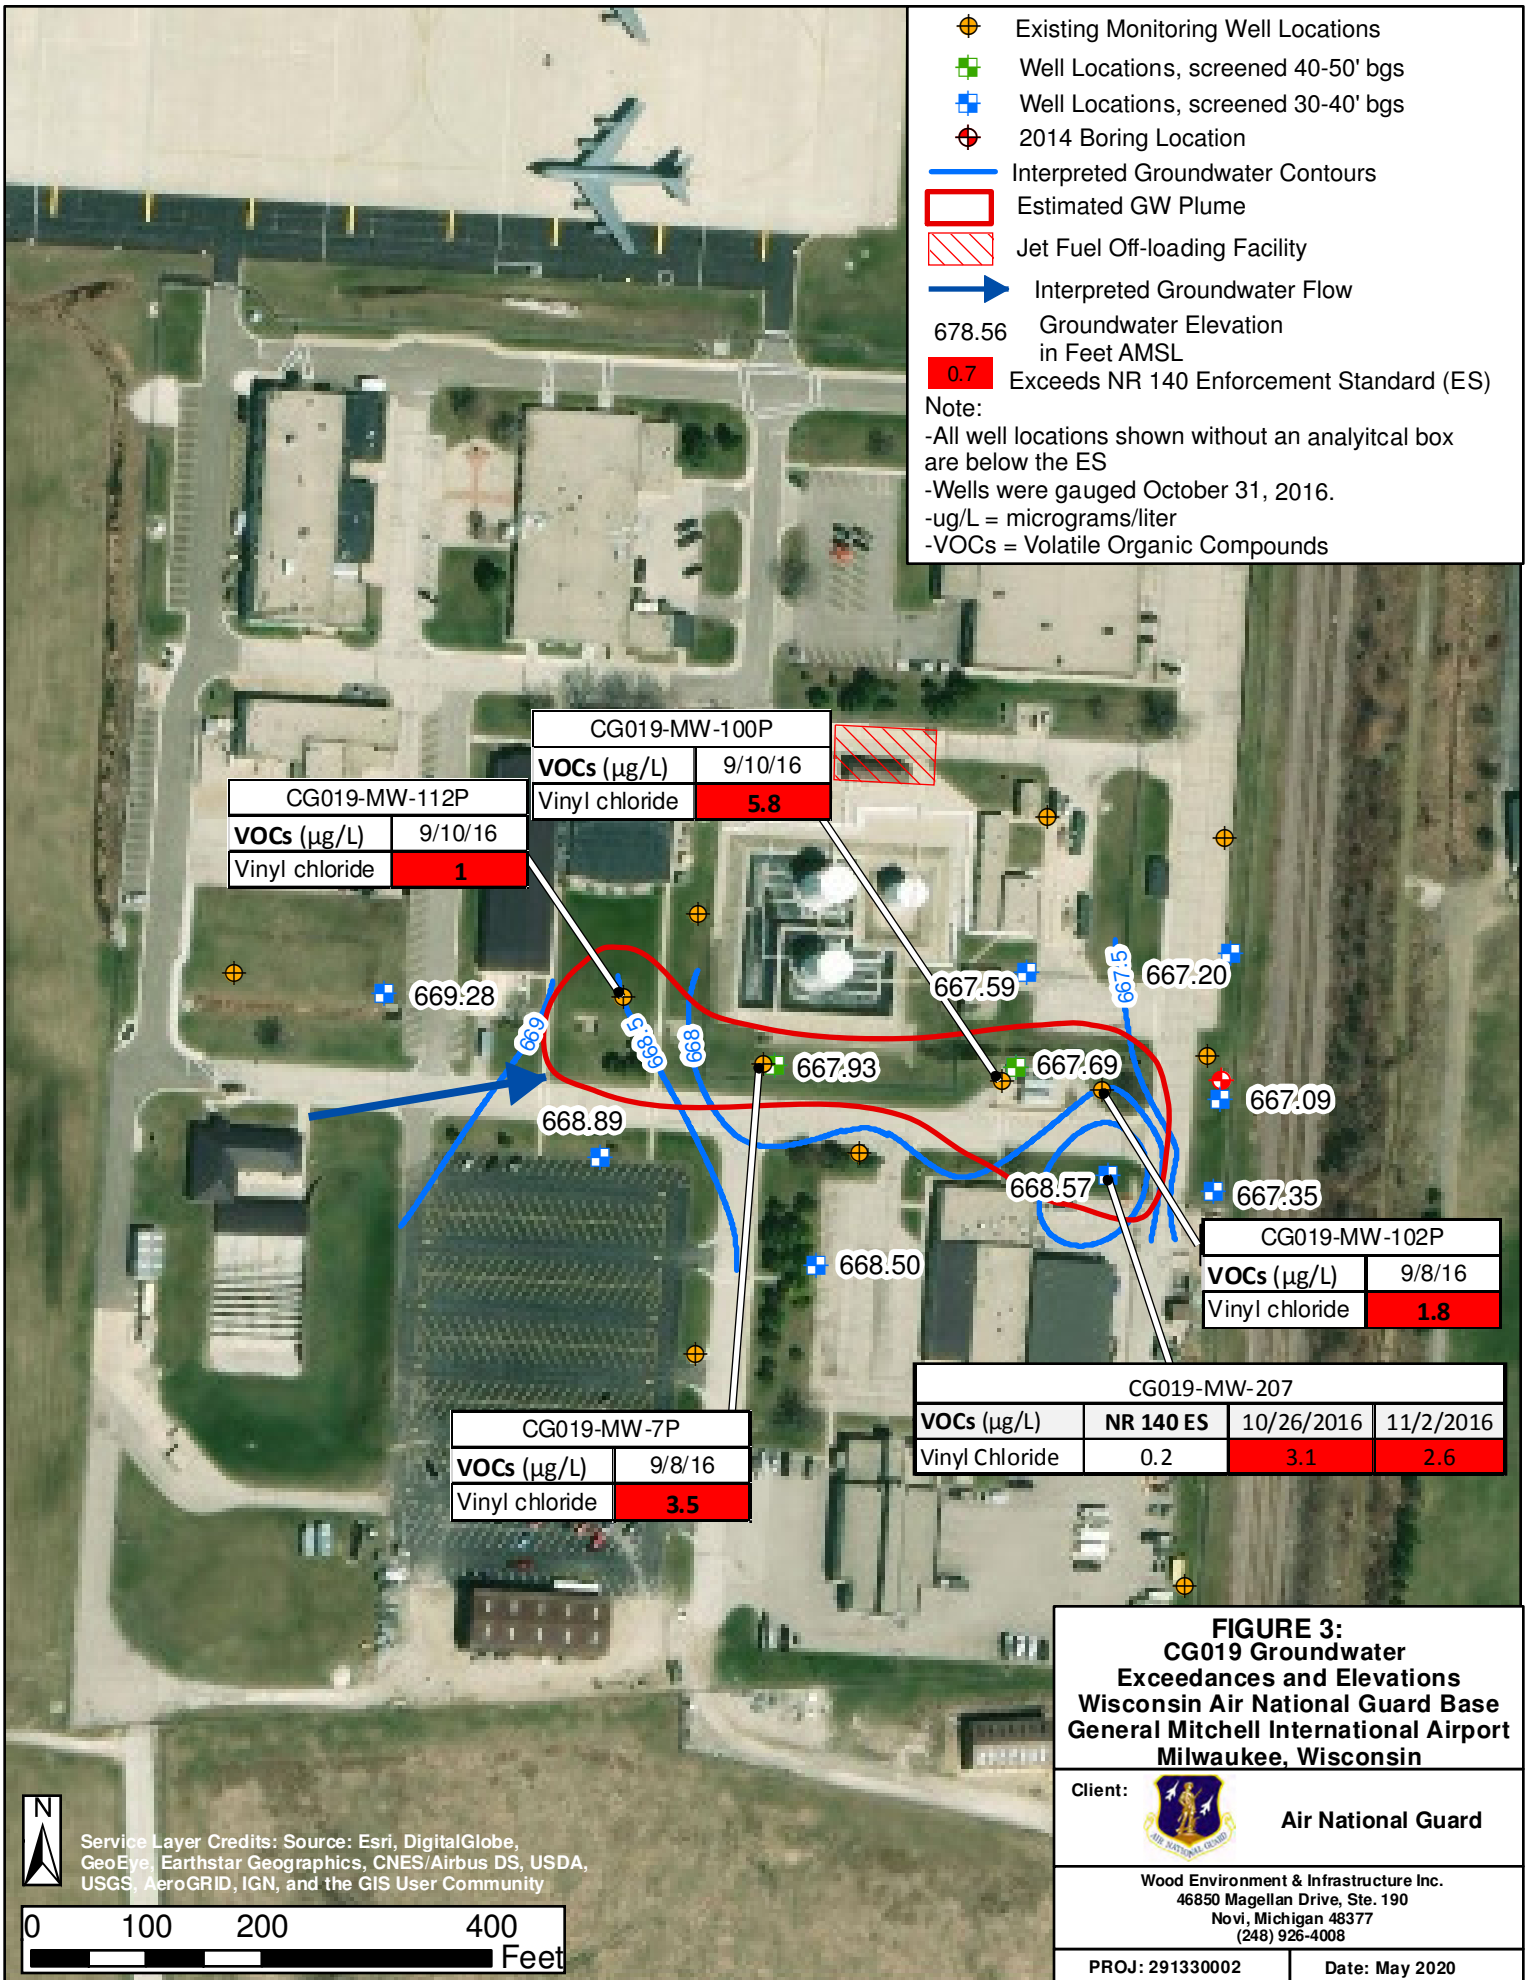 Existing Monitoring Well Locations
Well Locations, screened 40-50' bgs
Well Locations, screened 30-40' bgs
2014 Boring Location
Interpreted Groundwater Contours
Estimated GW Plume
Jet Fuel Off-loading Facility
Interpreted Groundwater Flow
678.56 Groundwater Elevation
in Feet AMSL
0.7 Exceeds NR 140 Enforcement Standard (ES)
Note:
-All well locations shown without an analyitcal box
are below the ES
-Wells were gauged October 31, 2016.
-ug/L = micrograms/liter
-VOCs = Volatile Organic Compounds
CG019-MW-100P
VOCs (µg/L) 9/10/16
Vinyl chloride 5.8
CG019-MW-112P
VOCs (µg/L) 9/10/16
Vinyl chloride 1
669.28
667.59
667.5
667.20
669
668.5
668
667.93
667.69
667.09
668.89
668.57
667.35
668.50
CG019-MW-102P
VOCs (µg/L) 9/8/16
Vinyl chloride 1.8
CG019-MW-207
VOCs (µg/L) NR 140 ES 10/26/2016 11/2/2016
Vinyl Chloride 0.2 3.1 2.6
CG019-MW-7P
VOCs (µg/L) 9/8/16
Vinyl chloride 3.5
FIGURE 3:
CG019 Groundwater
Exceedances and Elevations
Wisconsin Air National Guard Base
General Mitchell International Airport
Milwaukee, Wisconsin
Client:
AIR NATIONAL GUARD
Air National Guard
Wood Environment & Infrastructure Inc.
46850 Magellan Drive, Ste. 190
Novi, Michigan 48377
(248) 926-4008
PROJ: 291330002 Date: May 2020
N
Service Layer Credits: Source: Esri, DigitalGlobe,
GeoEye, Earthstar Geographics, CNES/Airbus DS, USDA,
USGS, AeroGRID, IGN, and the GIS User Community
0 100 200 400
Feet